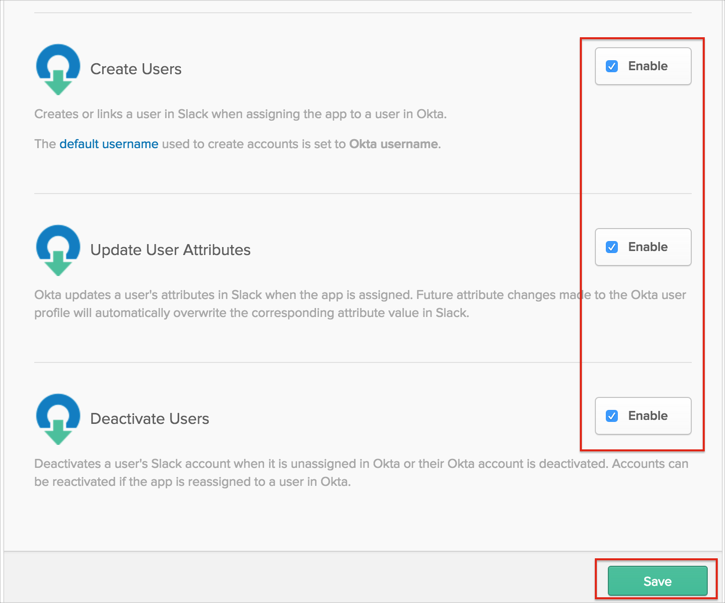 Create Users
Enable
Creates or links a user in Slack when assigning the app to a user in Okta.
The default username used to create accounts is set to Okta username.
Update User Attributes
Enable
Okta updates a user's attributes in Slack when the app is assigned. Future attribute changes made to the Okta user
profile will automatically overwrite the corresponding attribute value in Slack.
Deactivate Users
Enable
Deactivates a user's Slack account when it is unassigned in Okta or their Okta account is deactivated. Accounts can
be reactivated if the app is reassigned to a user in Okta.
Save